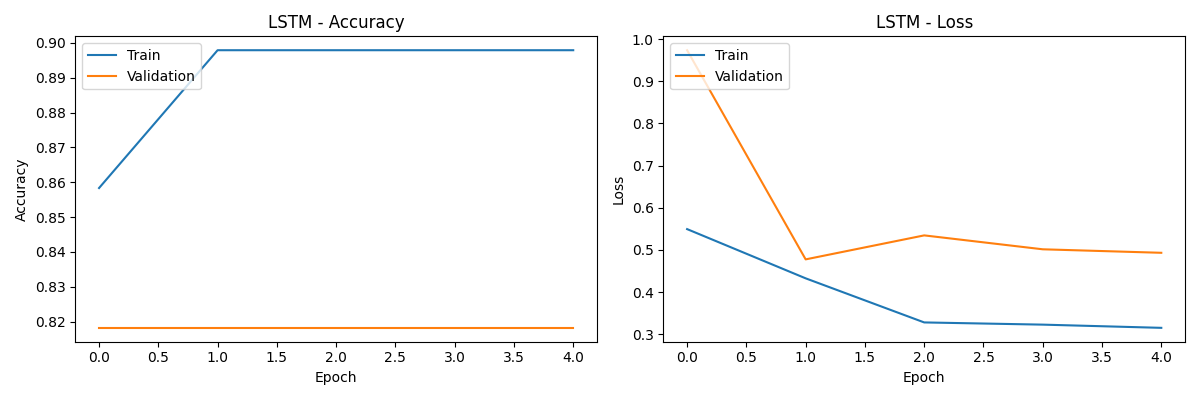 LSTM - Accuracy
Train
Validation
0.90
0.89
0.88
0.87
0.86
0.85
0.84
0.83
0.82
Accuracy
0.0 0.5 1.0 1.5 2.0 2.5 3.0 3.5 4.0
Epoch
LSTM - Loss
Train
Validation
1.0
0.9
0.8
0.7
0.6
0.5
0.4
0.3
Loss
0.0 0.5 1.0 1.5 2.0 2.5 3.0 3.5 4.0
Epoch